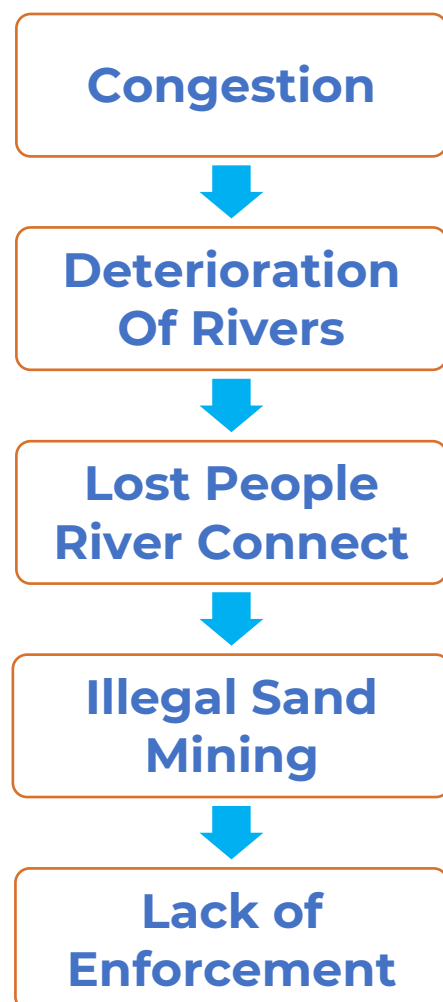 Congestion
Deterioration
Of Rivers
Lost People
River Connect
Illegal Sand
Mining
Lack of
Enforcement